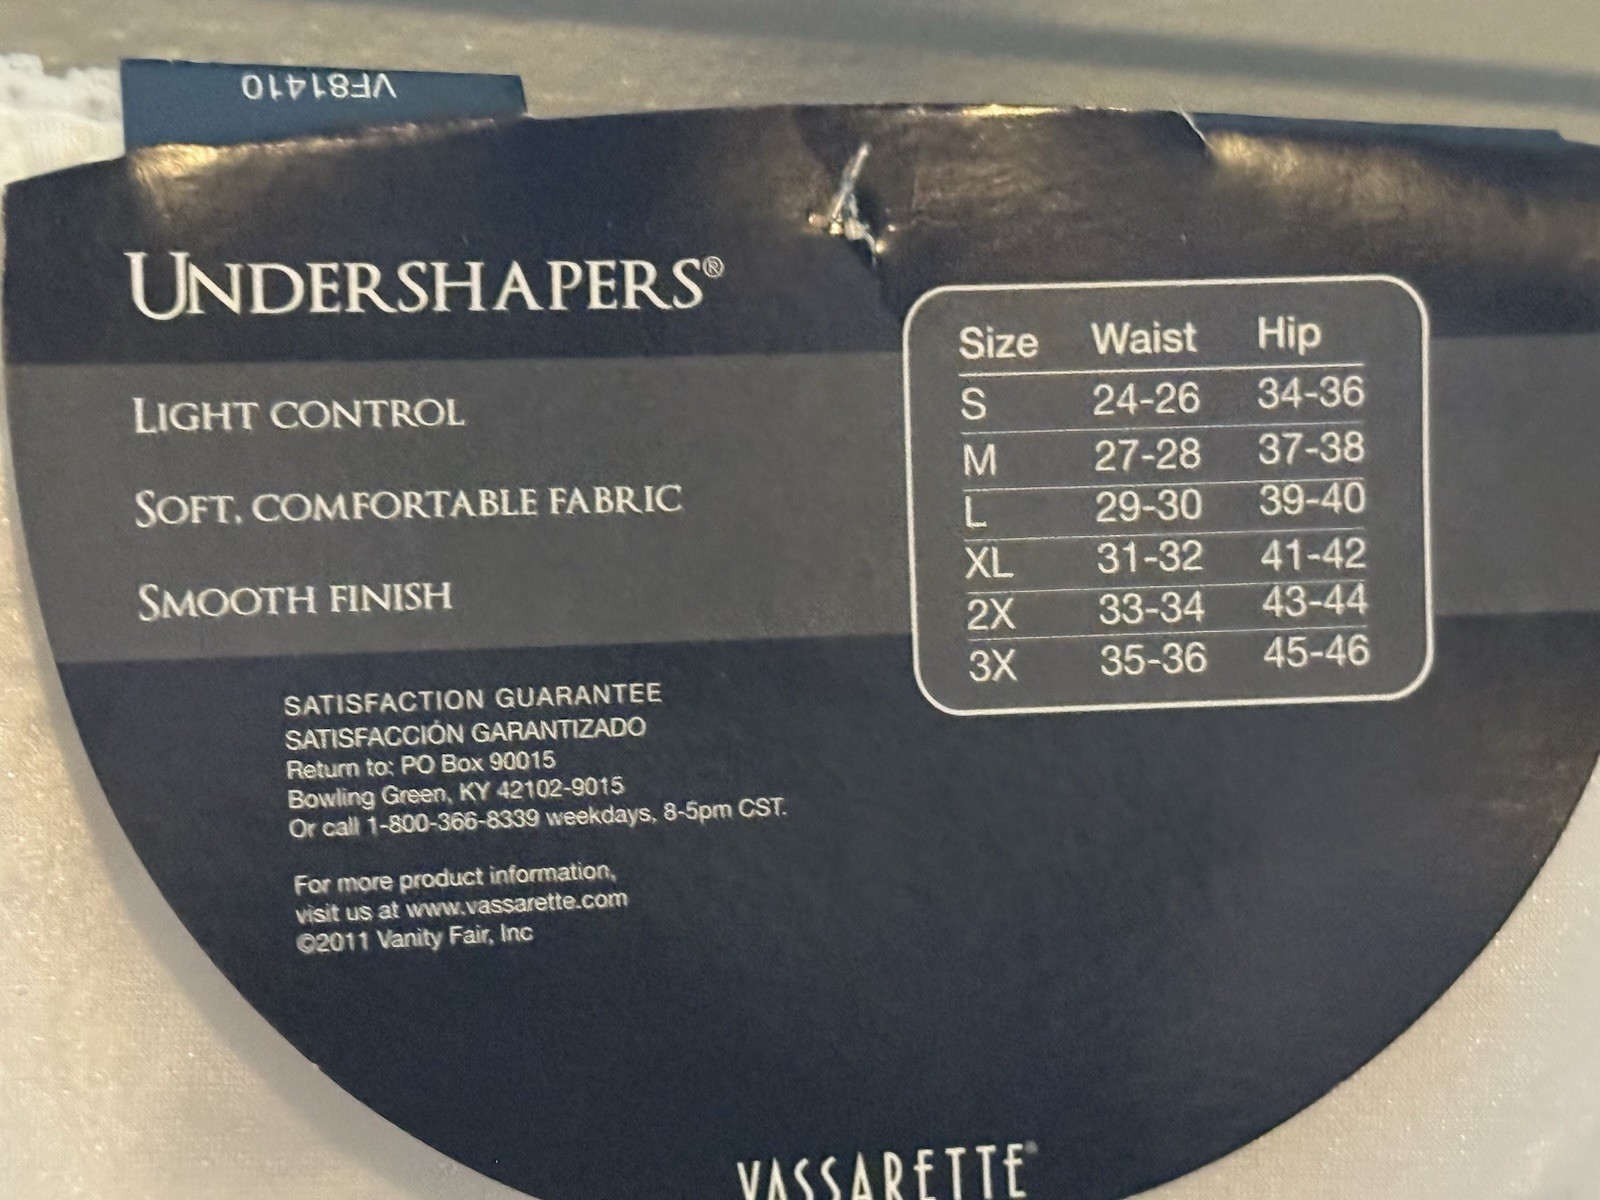 VF81410
UNDERSHAPERS®
LIGHT CONTROL
SOFT, COMFORTABLE FABRIC
SMOOTH FINISH
Size Waist Hip
S 24-26 34-36
M 27-28 37-38
L 29-30 39-40
XL 31-32 41-42
2X 33-34 43-44
3X 35-36 45-46
SATISFACTION GUARANTEE
SATISFACCIÓN GARANTIZADO
Return to: PO Box 90015
Bowling Green, KY 42102-9015
Or call 1-800-366-8339 weekdays, 8-5pm CST.
For more product information,
visit us at www.vassarette.com
©2011 Vanity Fair, Inc
VASSARETTE®